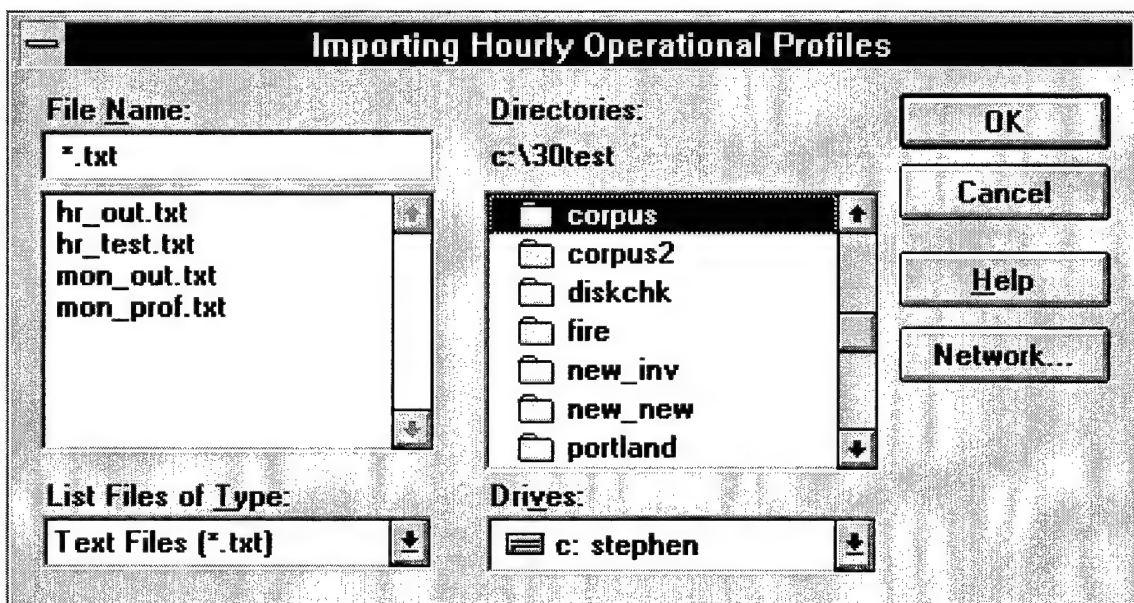 Importing Hourly Operational Profiles
File Name:
*.txt
hr_out.txt
hr_test.txt
mon_out.txt
mon_prof.txt
List Files of Type:
Text Files (*.txt)
Directories:
c:\30test
corpus
corpus2
diskchk
fire
new_inv
new_new
portland
Drives:
c: stephen
OK
Cancel
Help
Network...